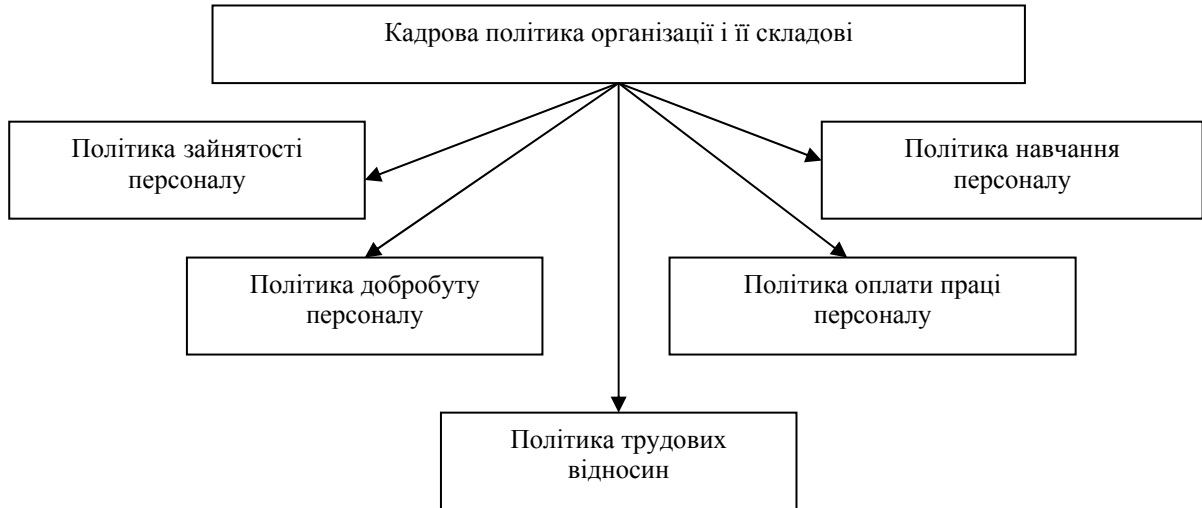 Кадрова політика організації і її складові
Політика зайнятості
персоналу
Політика навчання
персоналу
Політика добробуту
персоналу
Політика оплати праці
персоналу
Політика трудових
відносин